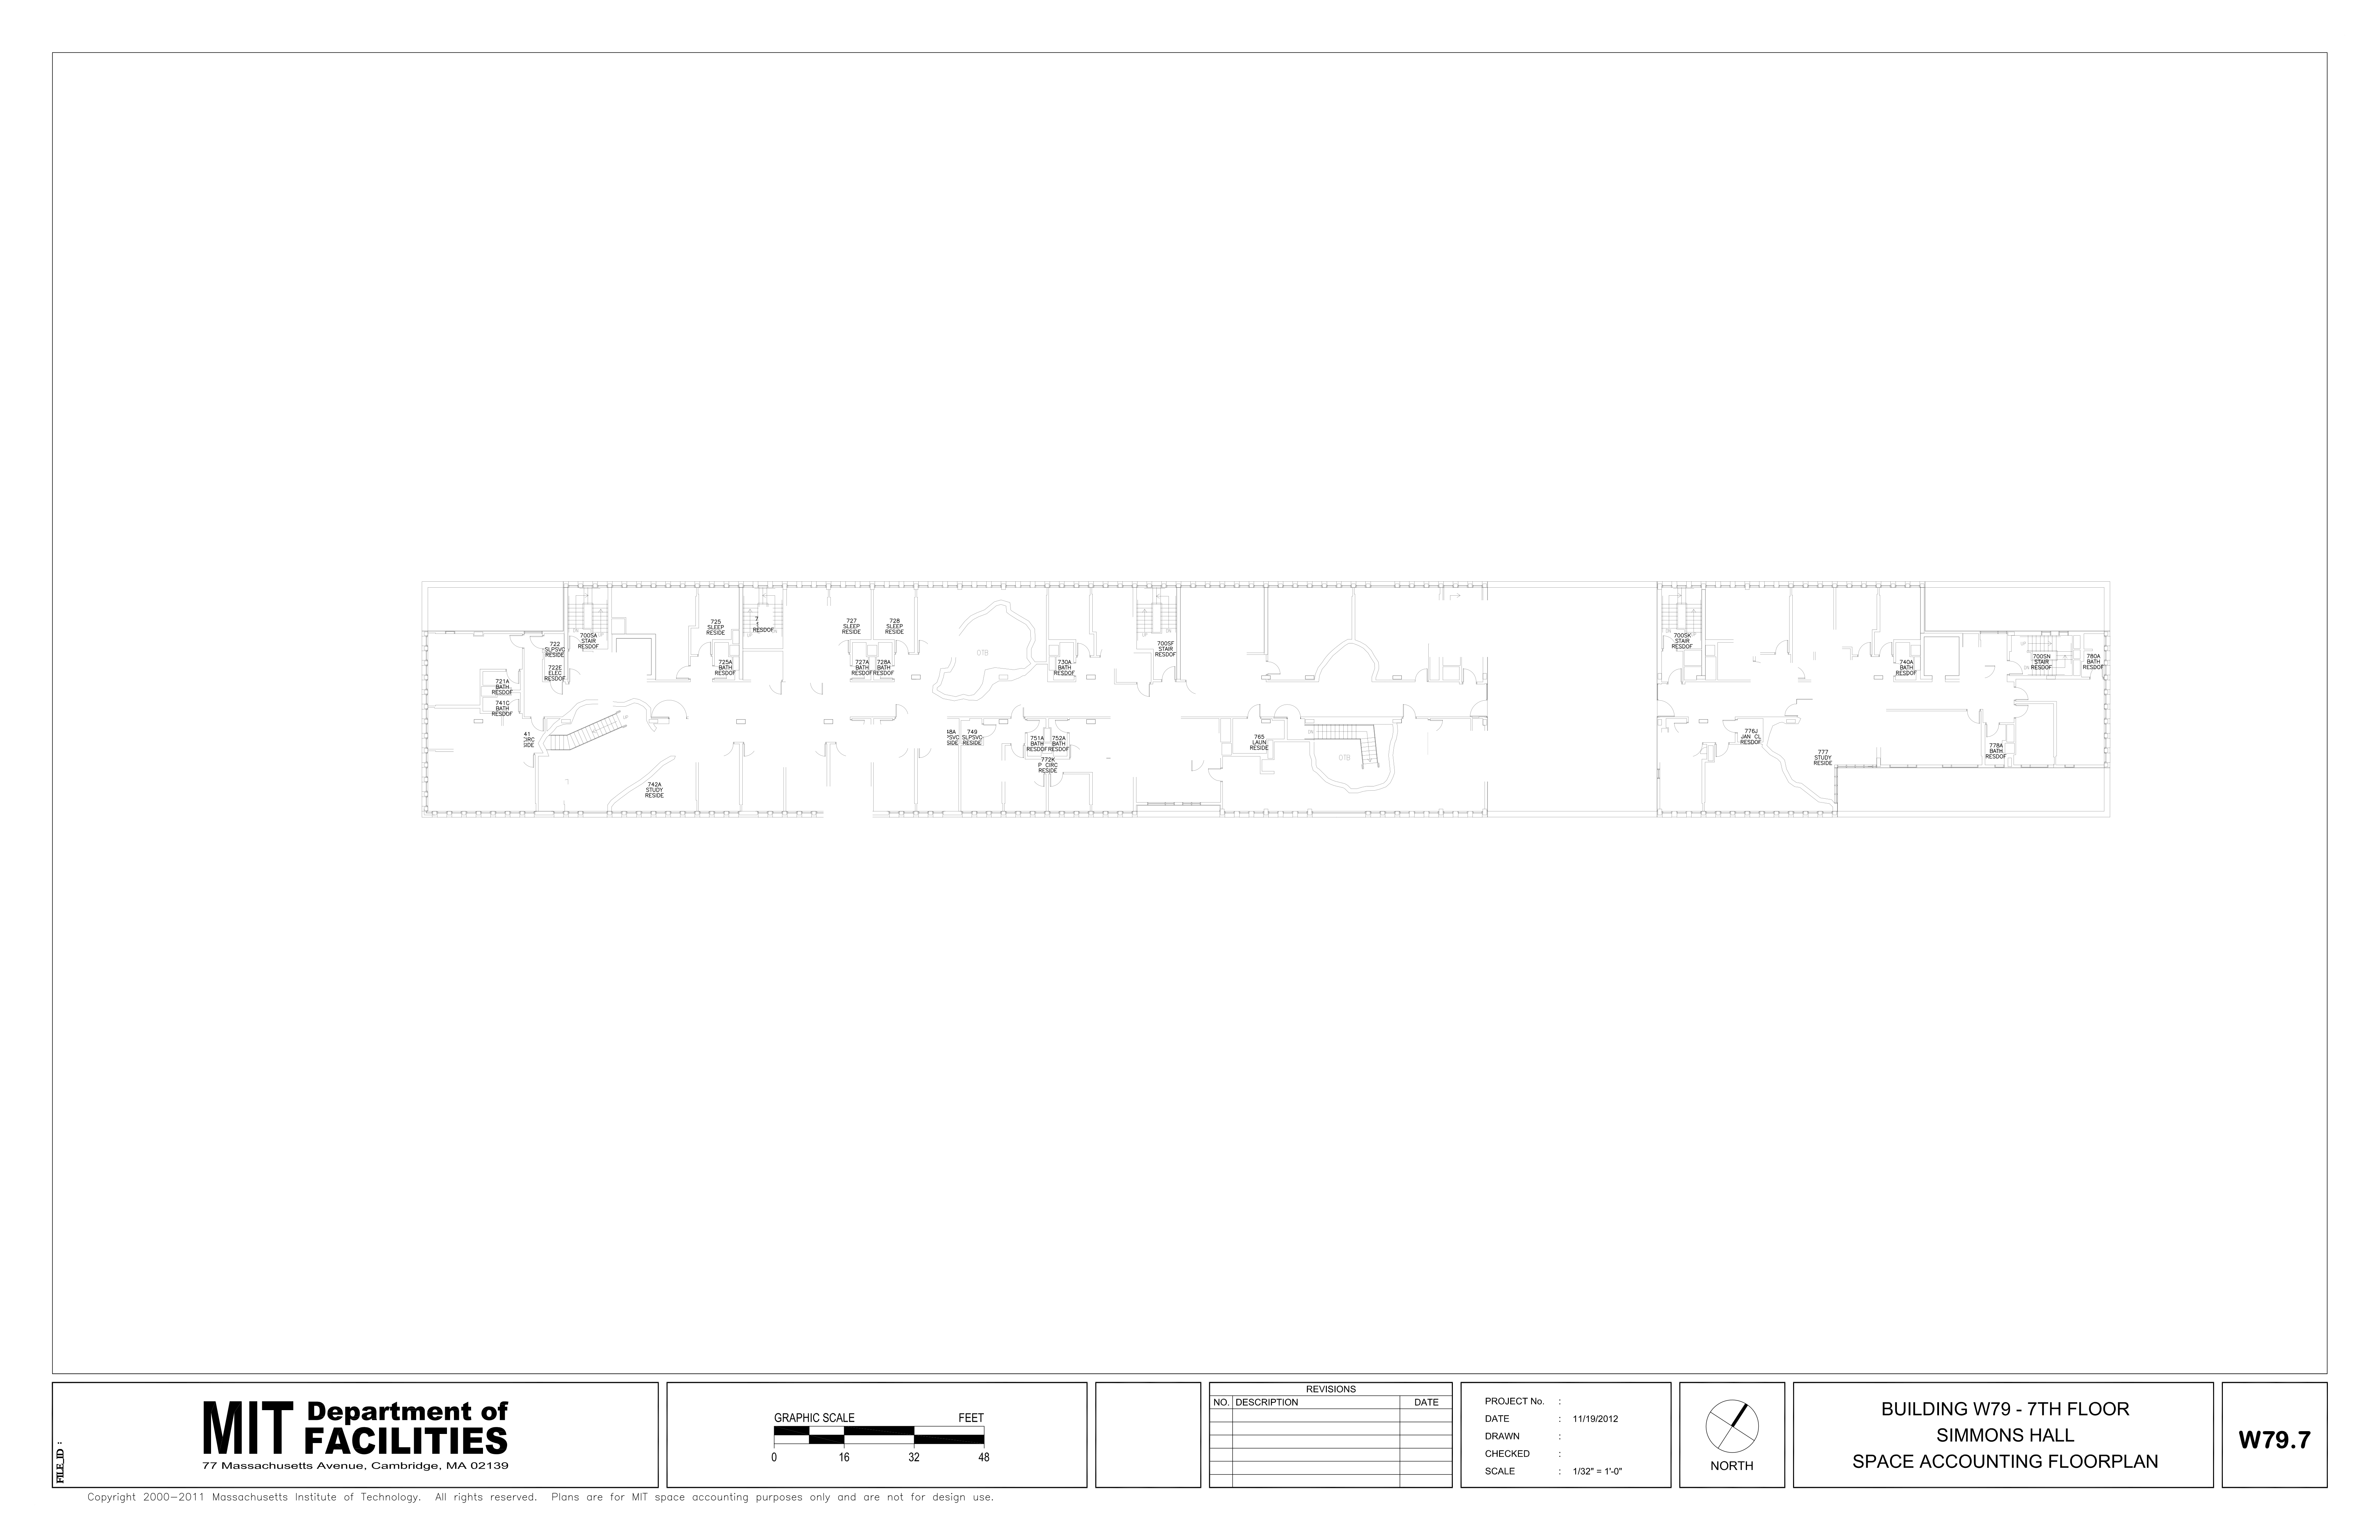 722
SLPSVC
RESIDE
700SA
STAIR
RESDOF
722E
ELEC
RESDOF
721A
BATH
RESDOF
741C
BATH
RESDOF
41
CIRC
SIDE
UP
742A
STUDY
RESIDE
725
SLEEP
RESIDE
725A
BATH
RESDOF
7
RESDOF
727
SLEEP
RESIDE
728
SLEEP
RESIDE
727A
BATH
RESDOF
728A
BATH
RESDOF
OTB
730A
BATH
RESDOF
48A
PSVC
SIDE
749
SLPSVC
RESIDE
751A
BATH
RESDOF
752A
BATH
RESDOF
772K
P CIRC
RESIDE
700SF
STAIR
RESDOF
765
LAUN
RESIDE
DN
OTB
700SK
STAIR
RESDOF
776J
JAN CL
RESDOF
777
STUDY
RESIDE
740A
BATH
RESDOF
778A
BATH
RESDOF
UP
DN
700SN
STAIR
RESDOF
780A
BATH
RESDOF
FILE_ID :
MIT Department of
FACILITIES
77 Massachusetts Avenue, Cambridge, MA 02139
GRAPHIC SCALE FEET
0 16 32 48
REVISIONS
NO. DESCRIPTION DATE
PROJECT No. :
DATE : 11/19/2012
DRAWN :
CHECKED :
SCALE : 1/32" = 1'-0"
NORTH
BUILDING W79 - 7TH FLOOR
SIMMONS HALL
SPACE ACCOUNTING FLOORPLAN
W79.7
Copyright 2000-2011 Massachusetts Institute of Technology. All rights reserved. Plans are for MIT space accounting purposes only and are not for design use.